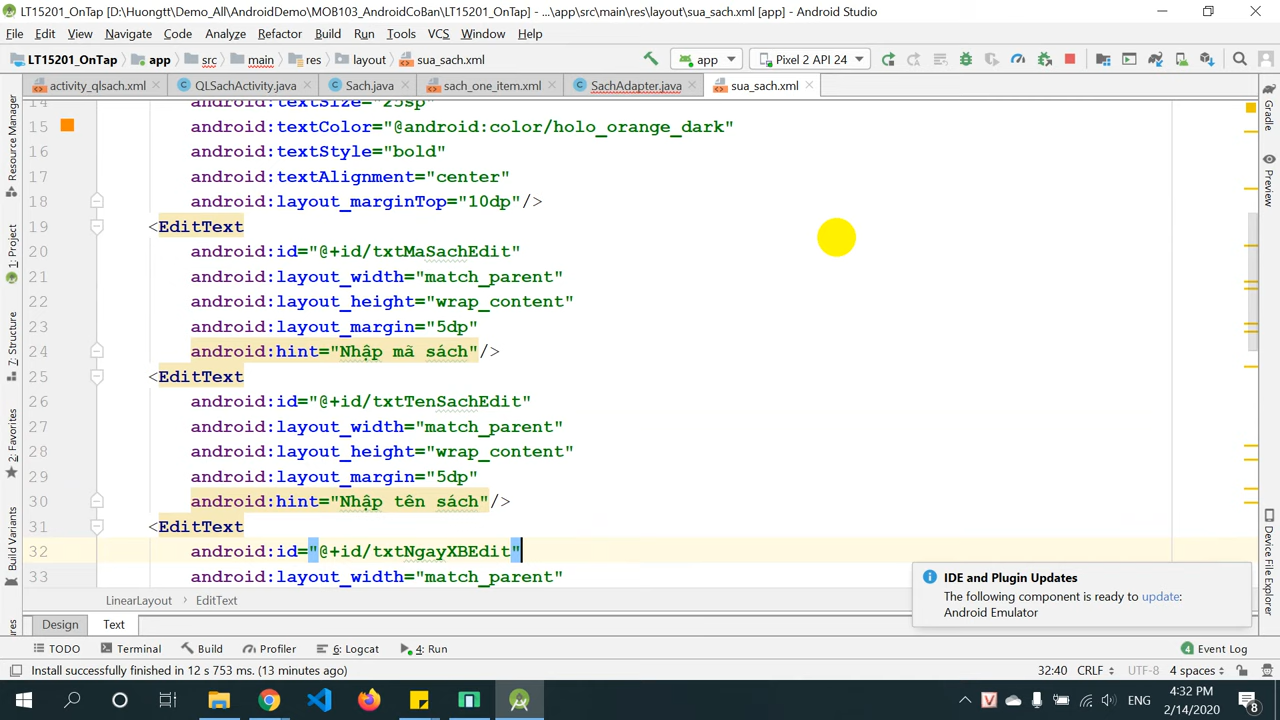 LT15201_OnTap [D:\Huongtt\Demo_All\AndroidDemo\MOB103_AndroidCoBan\LT15201_OnTap] - ...\app\src\main\res\layout\sua_sach.xml [app] - Android Studio
File Edit View Navigate Code Analyze Refactor Build Run Tools VCS Window Help
LT15201_OnTap app src main res layout sua_sach.xml app Pixel 2 API 24
activity_qlsach.xml QLSachActivity.java Sach.java sach_one_item.xml SachAdapter.java sua_sach.xml
14 android:textSize="25sp"
15 android:textColor="@android:color/holo_orange_dark"
16 android:textStyle="bold"
17 android:textAlignment="center"
18 android:layout_marginTop="10dp"/>
19 <EditText
20 android:id="@+id/txtMaSachEdit"
21 android:layout_width="match_parent"
22 android:layout_height="wrap_content"
23 android:layout_margin="5dp"
24 android:hint="Nhập mã sách"/>
25 <EditText
26 android:id="@+id/txtTenSachEdit"
27 android:layout_width="match_parent"
28 android:layout_height="wrap_content"
29 android:layout_margin="5dp"
30 android:hint="Nhập tên sách"/>
31 <EditText
32 android:id="@+id/txtNgayXBEdit"
33 android:layout_width="match_parent"
Resource Manager
1: Project
7: Structure
2: Favorites
Build Variants
Gradle
Preview
Device File Explorer
IDE and Plugin Updates
The following component is ready to update:
Android Emulator
LinearLayout EditText
Design Text
TODO Terminal Build Profiler 6: Logcat 4: Run 4 Event Log
Install successfully finished in 12 s 753 ms. (13 minutes ago) 32:40 CRLF UTF-8 4 spaces
ENG 4:32 PM
2/14/2020 8